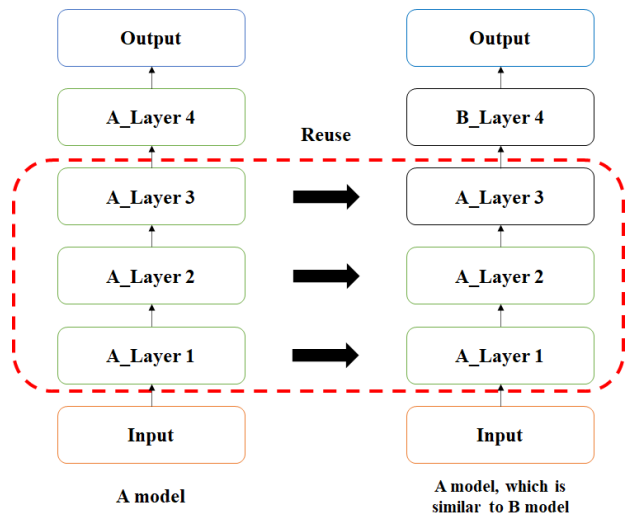 Output
Output
A_Layer 4
B_Layer 4
Reuse
A_Layer 3
A_Layer 3
A_Layer 2
A_Layer 2
A_Layer 1
A_Layer 1
Input
Input
A model
A model, which is
similar to B model